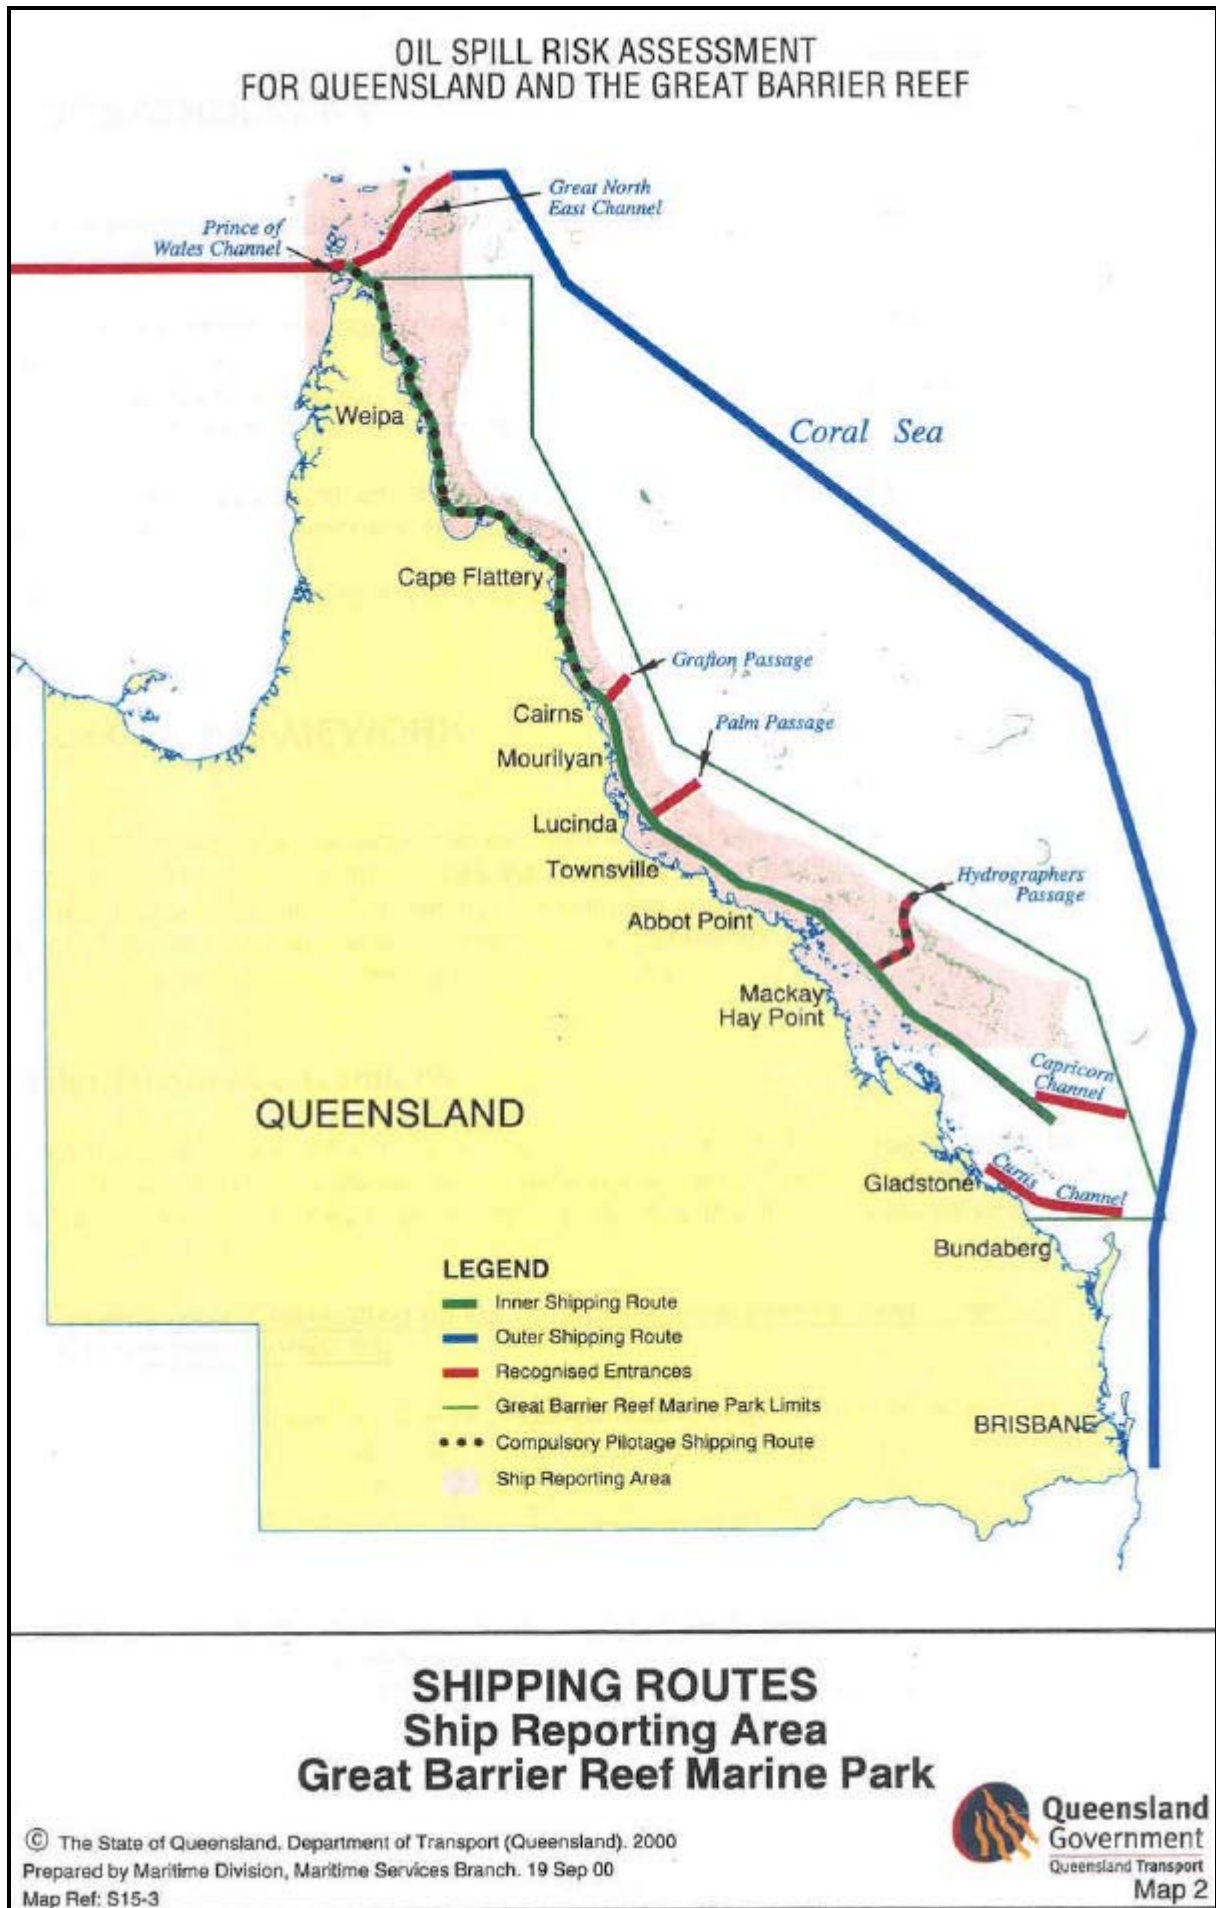 OIL SPILL RISK ASSESSMENT
FOR QUEENSLAND AND THE GREAT BARRIER REEF
Great North
East Channel
Prince of
Wales Channel
Weipa
Coral Sea
Cape Flattery
Grafton Passage
Cairns
Palm Passage
Mourilyan
Lucinda
Townsville
Hydrographers
Passage
Abbot Point
Mackay
Hay Point
Capricorn
Channel
QUEENSLAND
Curtis Channel
Gladstone
Bundaberg
LEGEND
Inner Shipping Route
Outer Shipping Route
Recognised Entrances
Great Barrier Reef Marine Park Limits
Compulsory Pilotage Shipping Route
Ship Reporting Area
BRISBANE
SHIPPING ROUTES
Ship Reporting Area
Great Barrier Reef Marine Park
© The State of Queensland. Department of Transport (Queensland). 2000
Prepared by Maritime Division, Maritime Services Branch. 19 Sep 00
Map Ref: S15-3
Queensland
Government
Queensland Transport
Map 2